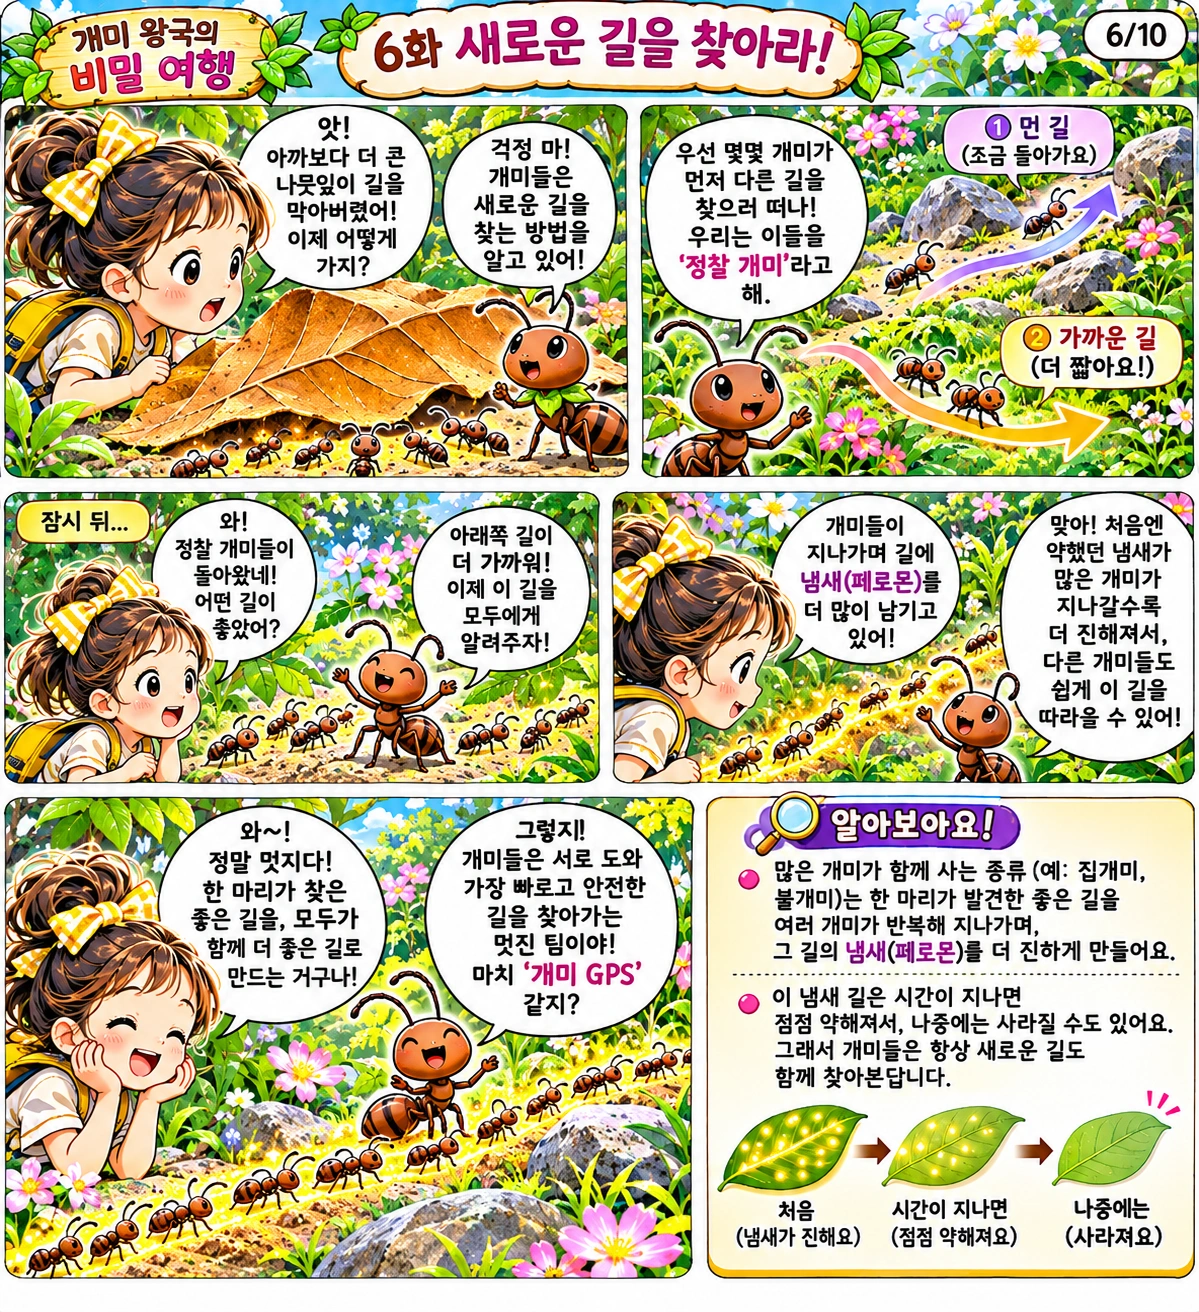 개미 왕국의
비밀 여행
6화 새로운 길을 찾아라!
6/10
앗!
아까보다 더 큰
나뭇잎이 길을
막아버렸어!
이제 어떻게
가지?
걱정 마!
개미들은
새로운 길을
찾는 방법을
알고 있어!
우선 몇몇 개미가
먼저 다른 길을
찾으러 떠나!
우리는 이들을
‘정찰 개미’라고
해.
1 먼 길
(조금 돌아가요)
2 가까운 길
(더 짧아요!)
잠시 뒤...
와!
정찰 개미들이
돌아왔네!
어떤 길이
좋았어?
아래쪽 길이
더 가까워!
이제 이 길을
모두에게
알려주자!
개미들이
지나가며 길에
냄새(페로몬)를
더 많이 남기고
있어!
맞아! 처음엔
약했던 냄새가
많은 개미가
지나갈수록
더 진해져서,
다른 개미들도
쉽게 이 길을
따라올 수 있어!
와~!
정말 멋지다!
한 마리가 찾은
좋은 길을, 모두가
함께 더 좋은 길로
만드는 거구나!
그렇지!
개미들은 서로 도와
가장 빠르고 안전한
길을 찾아가는
멋진 팀이야!
마치 ‘개미 GPS’
같지?
알아보아요!
많은 개미가 함께 사는 종류 (예: 집개미,
불개미)는 한 마리가 발견한 좋은 길을
여러 개미가 반복해 지나가며,
그 길의 냄새(페로몬)를 더 진하게 만들어요.
이 냄새 길은 시간이 지나면
점점 약해져서, 나중에는 사라질 수도 있어요.
그래서 개미들은 항상 새로운 길도
함께 찾아본답니다.
처음
(냄새가 진해요)
시간이 지나면
(점점 약해져요)
나중에는
(사라져요)